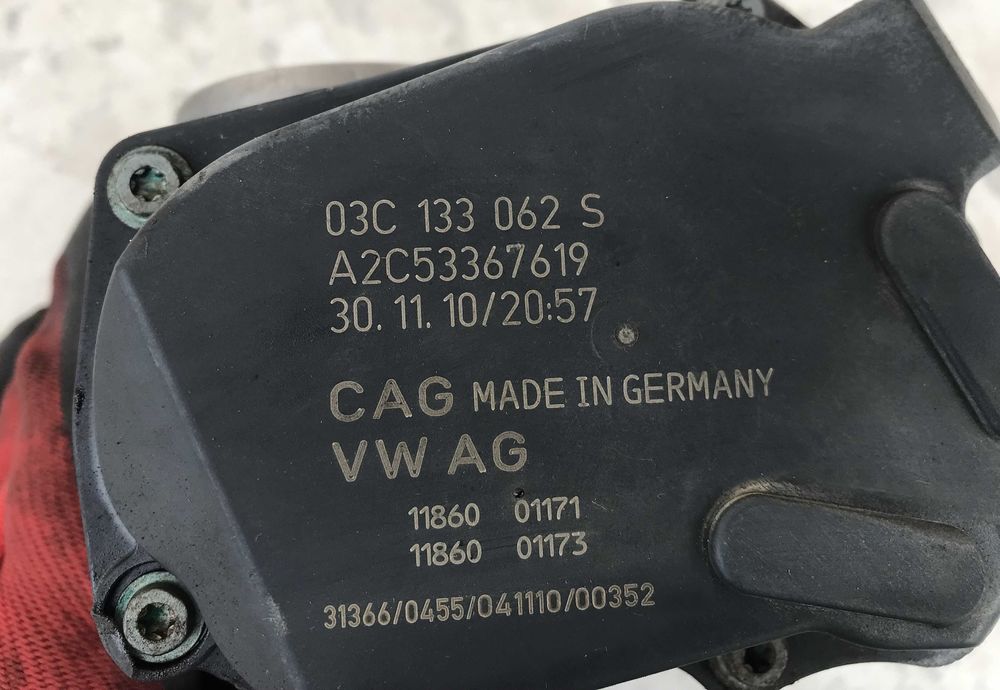 03C 133 062 S
A2C53367619
30.11.10/20:57
CAG MADE IN GERMANY
VW AG
11860 01171
11860 01173
31366/0455/041110/00352